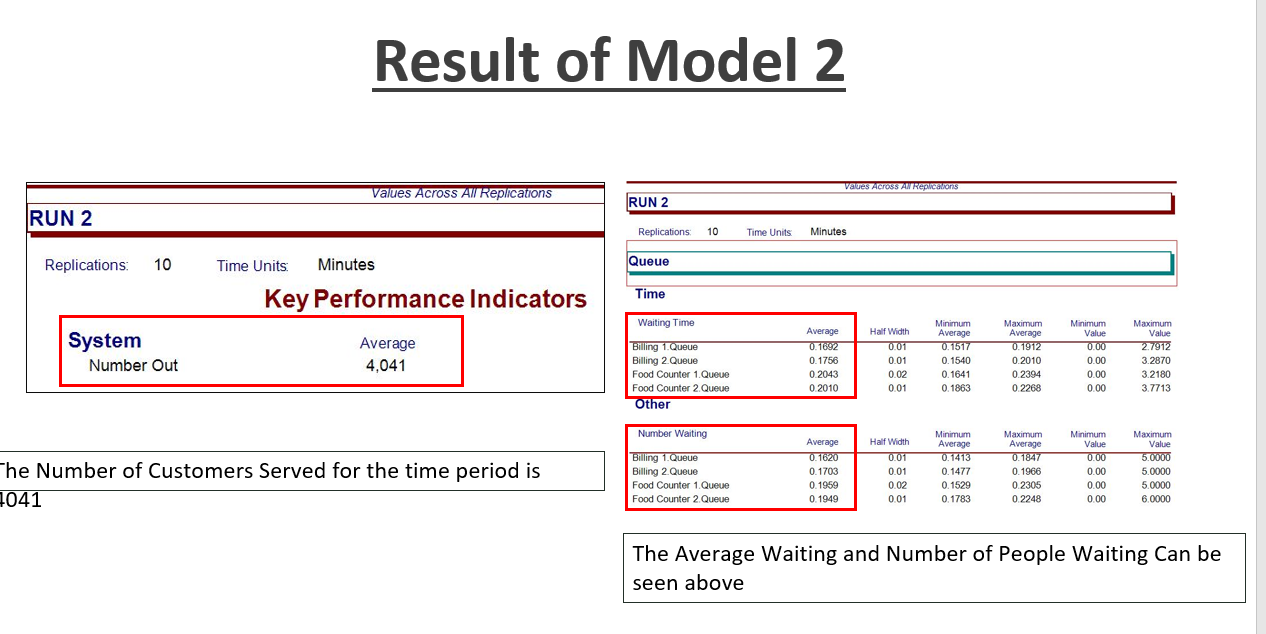 Result of Model 2
Values Across All Replications
RUN 2
Replications: 10 Time Units: Minutes
Key Performance Indicators
System Average
Number Out 4,041
The Number of Customers Served for the time period is
4041
Values Across All Replications
RUN 2
Replications: 10 Time Units: Minutes
Queue
Time
Waiting Time Average Half Width Minimum Average Maximum Average Minimum Value Maximum Value
Billing 1.Queue 0.1692 0.01 0.1517 0.1912 0.00 2.7912
Billing 2.Queue 0.1756 0.01 0.1540 0.2010 0.00 3.2870
Food Counter 1.Queue 0.2043 0.02 0.1641 0.2394 0.00 3.2180
Food Counter 2.Queue 0.2010 0.01 0.1863 0.2268 0.00 3.7713
Other
Number Waiting Average Half Width Minimum Average Maximum Average Minimum Value Maximum Value
Billing 1.Queue 0.1620 0.01 0.1413 0.1847 0.00 5.0000
Billing 2.Queue 0.1703 0.01 0.1477 0.1966 0.00 5.0000
Food Counter 1.Queue 0.1959 0.02 0.1529 0.2305 0.00 5.0000
Food Counter 2.Queue 0.1949 0.01 0.1783 0.2248 0.00 6.0000
The Average Waiting and Number of People Waiting Can be
seen above